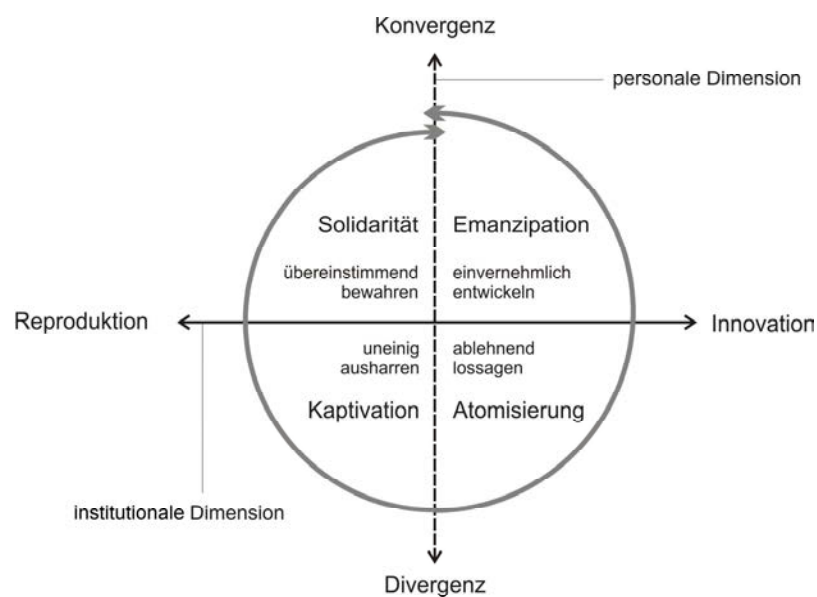 Konvergenz
personale Dimension
Solidarität
Emanzipation
übereinstimmend
bewahren
einvernehmlich
entwickeln
Reproduktion
Innovation
uneinig
ausharren
ablehnend
lossagen
Kaptivation
Atomisierung
institutionale Dimension
Divergenz